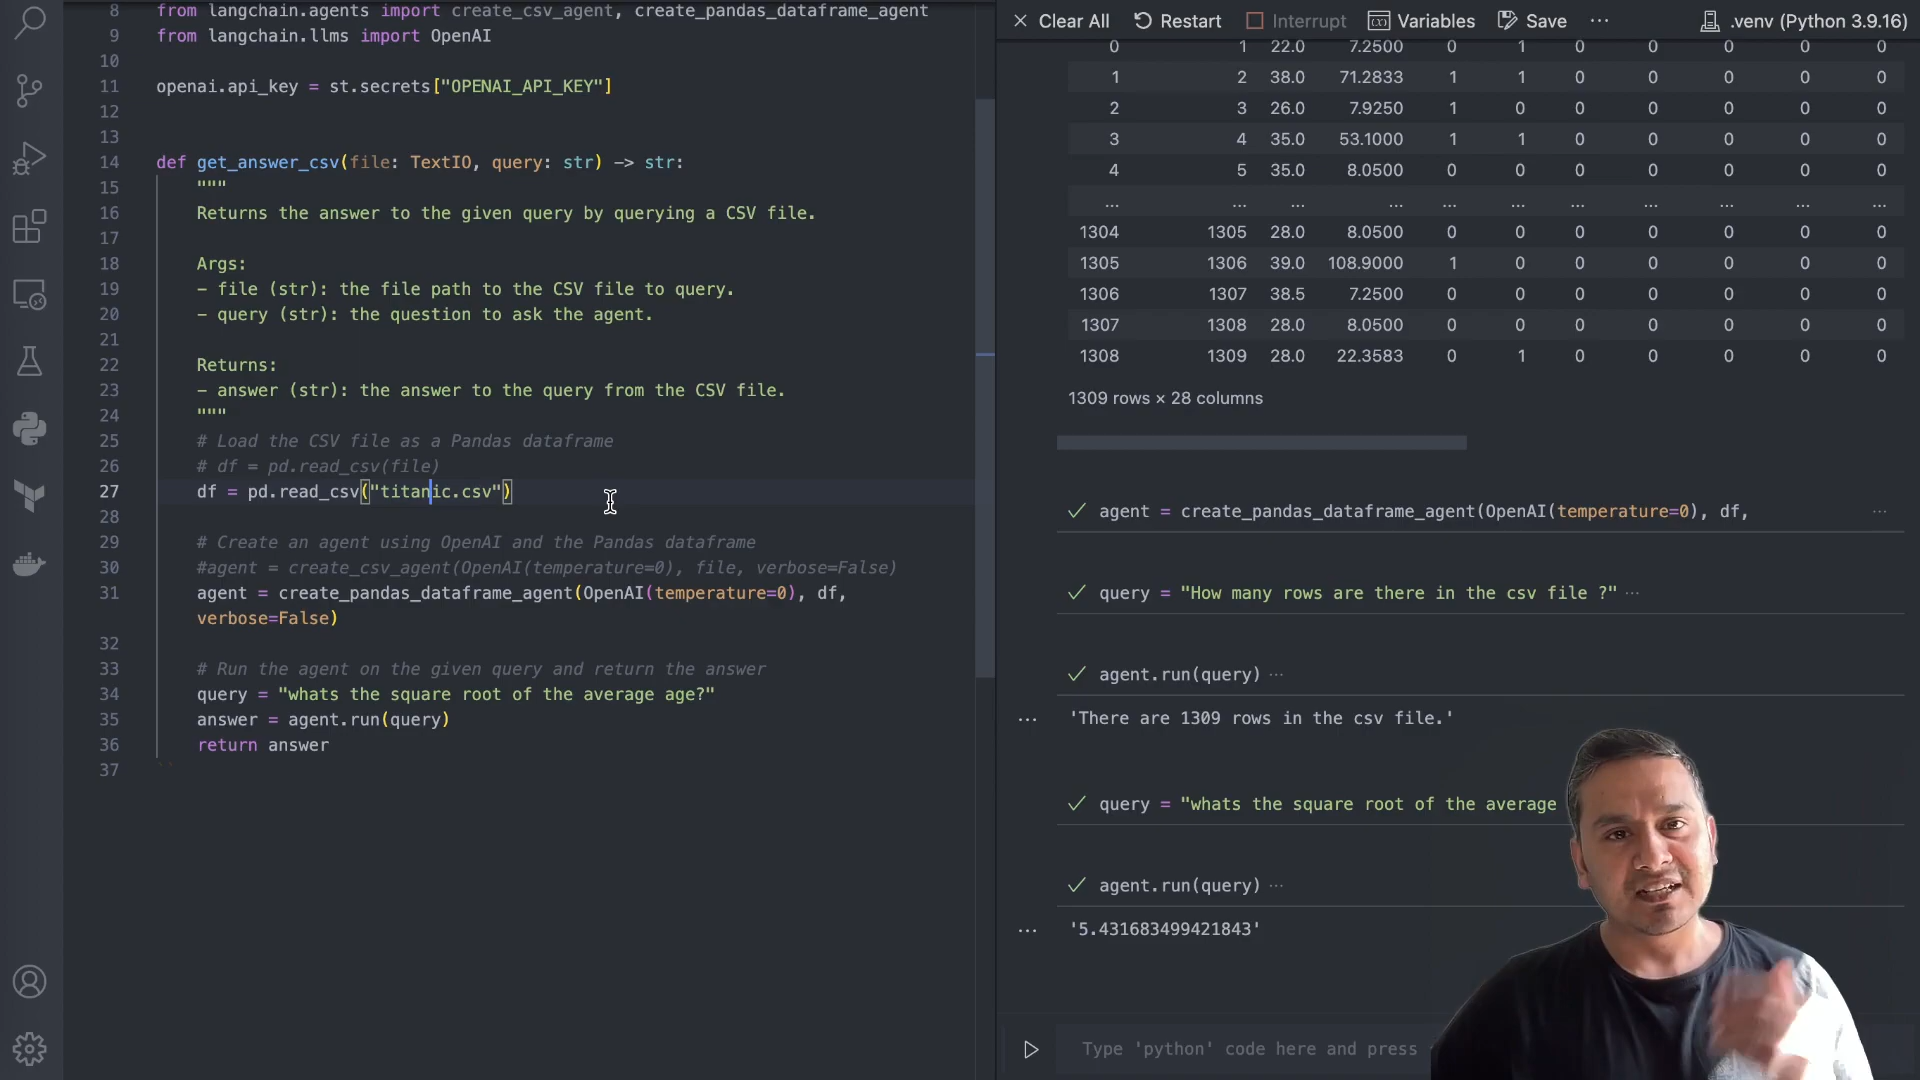 8 from langchain.agents import create_csv_agent, create_pandas_dataframe_agent
9 from langchain.llms import OpenAI
10
11 openai.api_key = st.secrets["OPENAI_API_KEY"]
12
13
14 def get_answer_csv(file: TextIO, query: str) -> str:
15 """
16 Returns the answer to the given query by querying a CSV file.
17
18 Args:
19 - file (str): the file path to the CSV file to query.
20 - query (str): the question to ask the agent.
21
22 Returns:
23 - answer (str): the answer to the query from the CSV file.
24 """
25 # Load the CSV file as a Pandas dataframe
26 # df = pd.read_csv(file)
27 df = pd.read_csv("titanic.csv")
28
29 # Create an agent using OpenAI and the Pandas dataframe
30 #agent = create_csv_agent(OpenAI(temperature=0), file, verbose=False)
31 agent = create_pandas_dataframe_agent(OpenAI(temperature=0), df,
verbose=False)
32
33 # Run the agent on the given query and return the answer
34 query = "whats the square root of the average age?"
35 answer = agent.run(query)
36 return answer
37
Clear All Restart Interrupt Variables Save ... .venv (Python 3.9.16)
0 1 22.0 7.2500 0 1 0 0 0 0 0
1 2 38.0 71.2833 1 1 0 0 0 0 0
2 3 26.0 7.9250 1 0 0 0 0 0 0
3 4 35.0 53.1000 1 1 0 0 0 0 0
4 5 35.0 8.0500 0 0 0 0 0 0 0
... ... ... ... ... ... ... ... ... ... ...
1304 1305 28.0 8.0500 0 0 0 0 0 0 0
1305 1306 39.0 108.9000 1 0 0 0 0 0 0
1306 1307 38.5 7.2500 0 0 0 0 0 0 0
1307 1308 28.0 8.0500 0 0 0 0 0 0 0
1308 1309 28.0 22.3583 0 1 0 0 0 0 0
1309 rows × 28 columns
agent = create_pandas_dataframe_agent(OpenAI(temperature=0), df, ...
query = "How many rows are there in the csv file ?" ...
agent.run(query) ...
... 'There are 1309 rows in the csv file.'
query = "whats the square root of the average
agent.run(query) ...
... '5.431683499421843'
Type 'python' code here and press